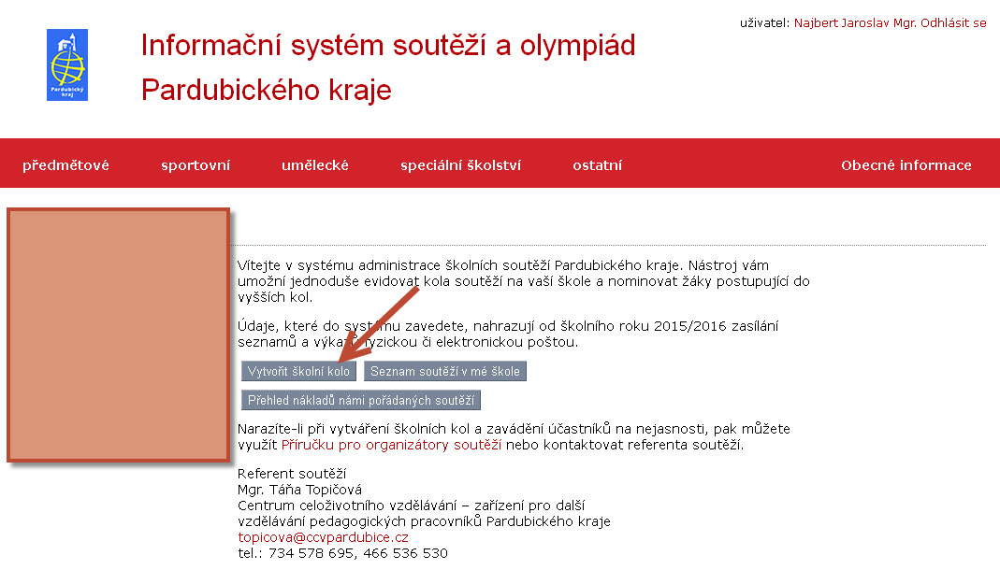 uživatel: Najbert Jaroslav Mgr. Odhlásit se
Informační systém soutěží a olympiád
Pardubického kraje
Pardubický
kraj
předmětové sportovní umělecké speciální školství ostatní Obecné informace
Vítejte v systému administrace školních soutěží Pardubického kraje. Nástroj vám
umožní jednoduše evidovat kola soutěží na vaší škole a nominovat žáky postupující do
vyšších kol.
Údaje, které do systému zavedete, nahrazují od školního roku 2015/2016 zasílání
seznamů a výkazů fyzickou či elektronickou poštou.
Vytvořit školní kolo Seznam soutěží v mé škole
Přehled nákladů námi pořádaných soutěží
Narazíte-li při vytváření školních kol a zavádění účastníků na nejasnosti, pak můžete
využít Příručku pro organizátory soutěží nebo kontaktovat referenta soutěží.
Referent soutěží
Mgr. Táňa Topičová
Centrum celoživotního vzdělávání – zařízení pro další
vzdělávání pedagogických pracovníků Pardubického kraje
topicova@ccvpardubice.cz
tel.: 734 578 695, 466 536 530